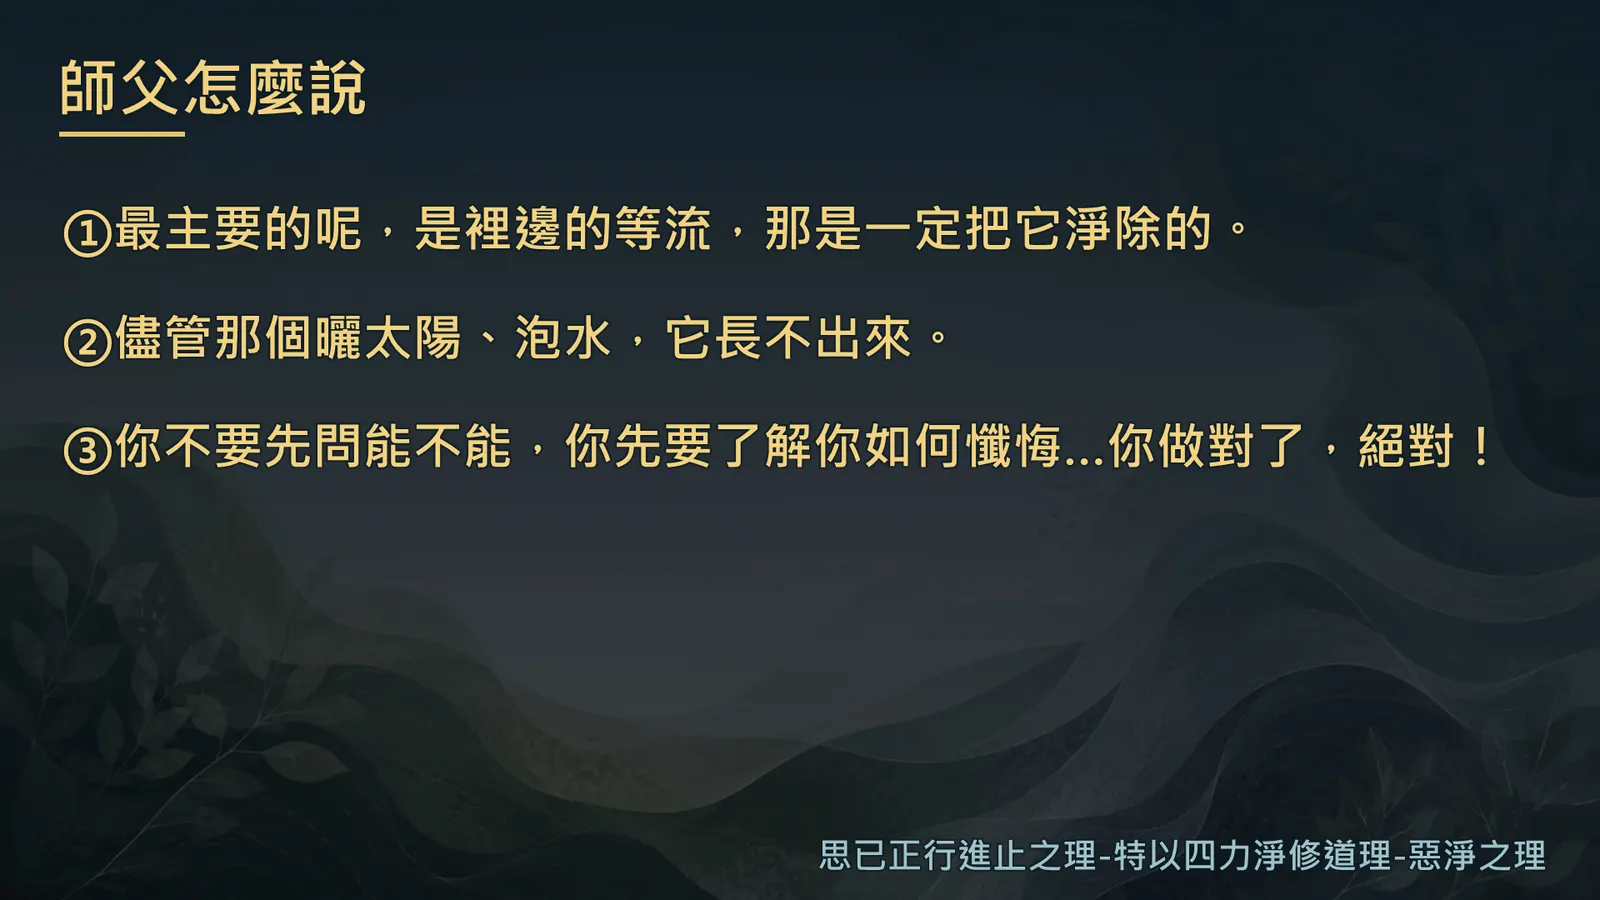 師父怎麼說
①最主要的呢，是裡邊的等流，那是一定把它淨除的。
②儘管那個曬太陽、泡水，它長不出來。
③你不要先問能不能，你先要了解你如何懺悔...你做對了，絕對！
思已正行進止之理-特以四力淨修道理-惡淨之理